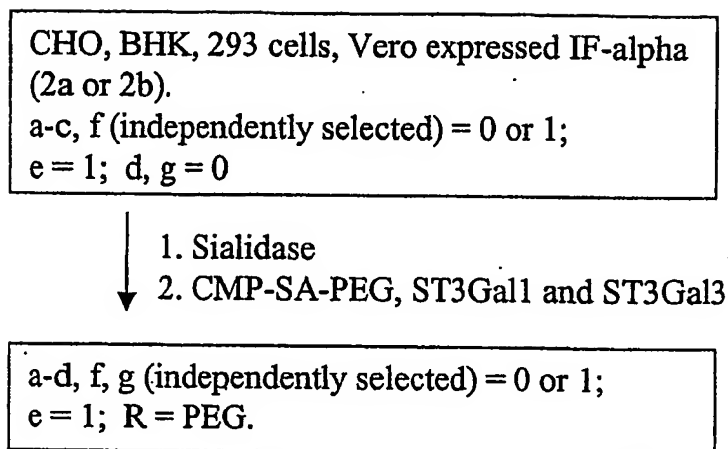 CHO, BHK, 293 cells, Vero expressed IF-alpha
(2a or 2b).
a-c, f (independently selected) = 0 or 1;
e = 1; d, g = 0
1. Sialidase
2. CMP-SA-PEG, ST3Gal1 and ST3Gal3
a-d, f, g (independently selected) = 0 or 1;
e = 1; R = PEG.